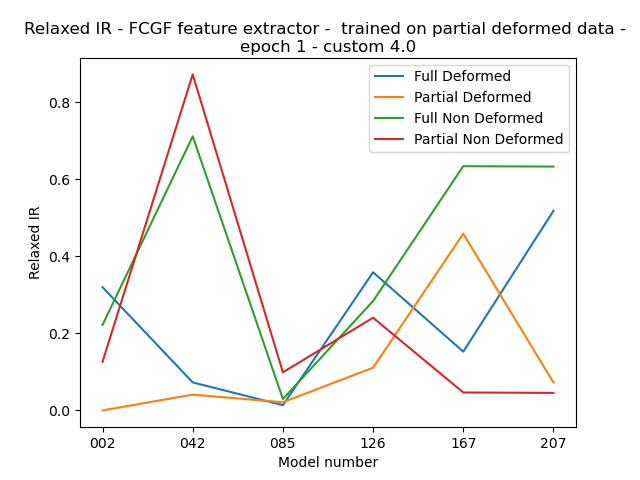 Relaxed IR - FCGF feature extractor -  trained on partial deformed data -
epoch 1 - custom 4.0
Full Deformed
Partial Deformed
Full Non Deformed
Partial Non Deformed
Relaxed IR
0.8
0.6
0.4
0.2
0.0
002 042 085 126 167 207
Model number